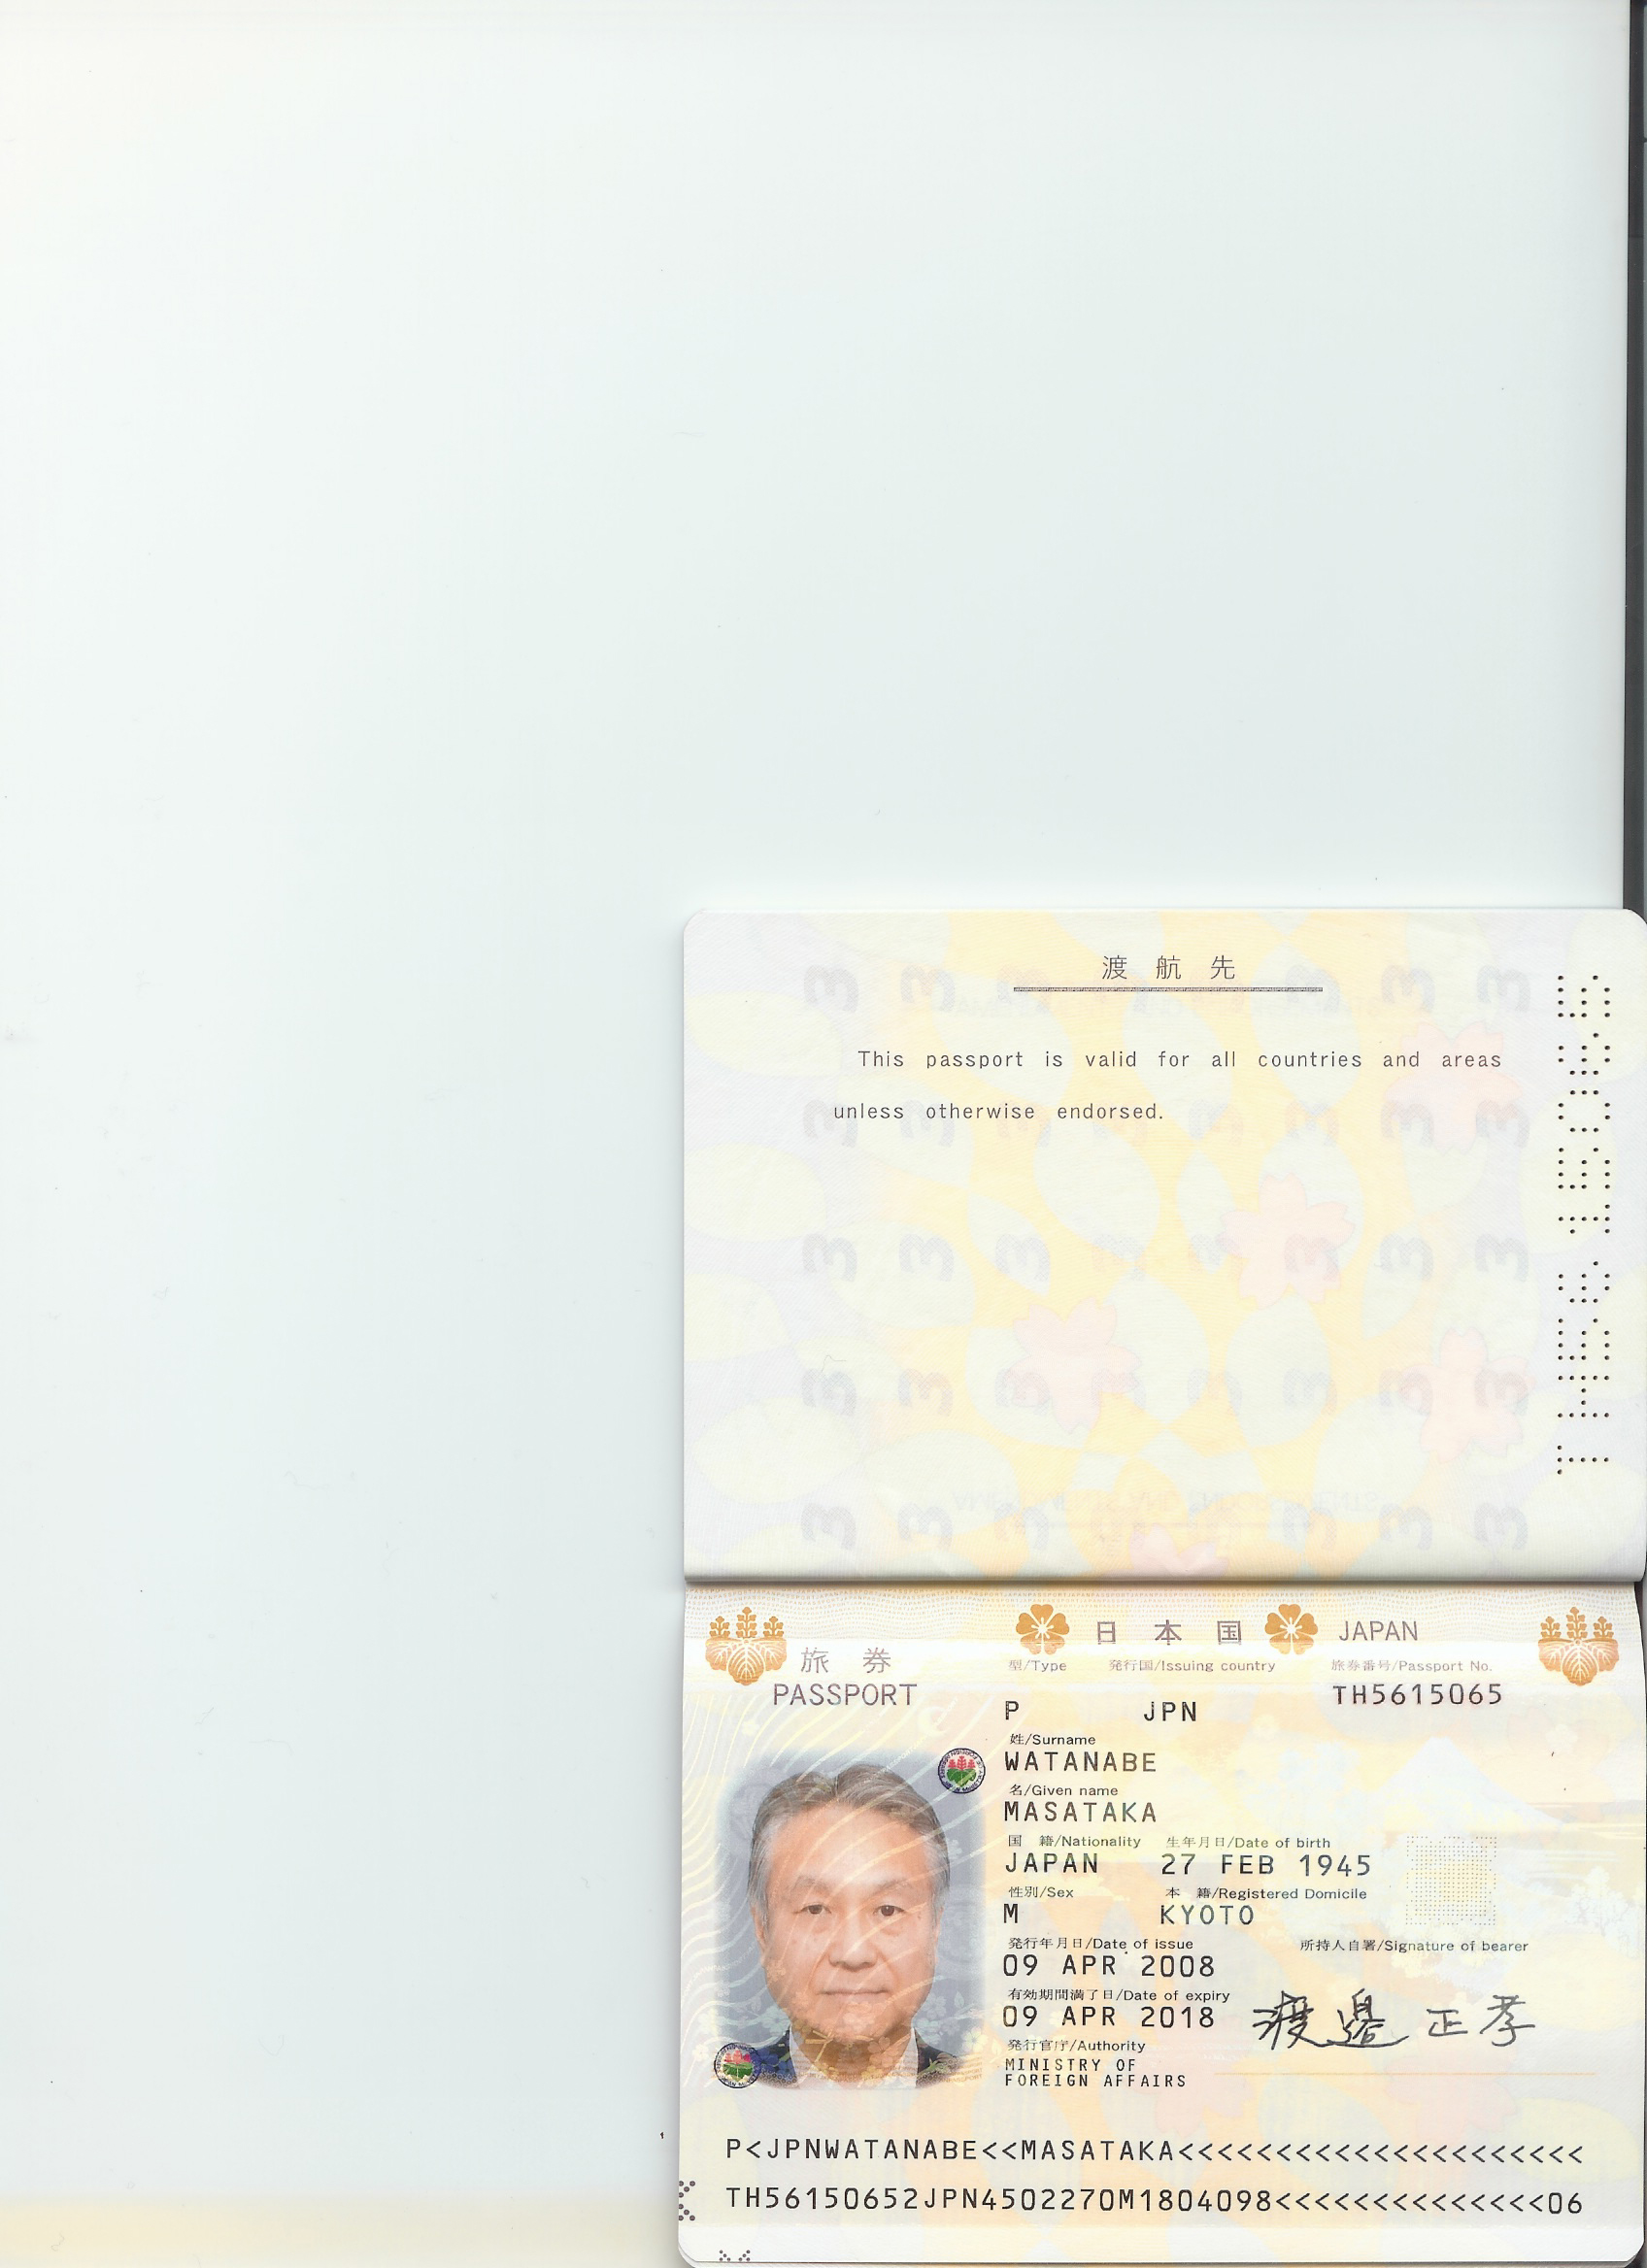 渡航先
This passport is valid for all countries and areas
unless otherwise endorsed.
TH5615065
旅券
PASSPORT
日本国 JAPAN
型/Type 発行国/Issuing country 旅券番号/Passport No.
P JPN TH5615065
姓/Surname
WATANABE
名/Given name
MASATAKA
国 籍/Nationality 生年月日/Date of birth
JAPAN 27 FEB 1945
性別/Sex 本 籍/Registered Domicile
M KYOTO
発行年月日/Date of issue 所持人自署/Signature of bearer
09 APR 2008
有効期間満了日/Date of expiry
09 APR 2018 渡邉 正孝
発行官庁/Authority
MINISTRY OF
FOREIGN AFFAIRS
P<JPNWATANABE<<MASATAKA<<<<<<<<<<<<<<<<<<<<<
TH56150652JPN4502270M1804098<<<<<<<<<<<<<<06